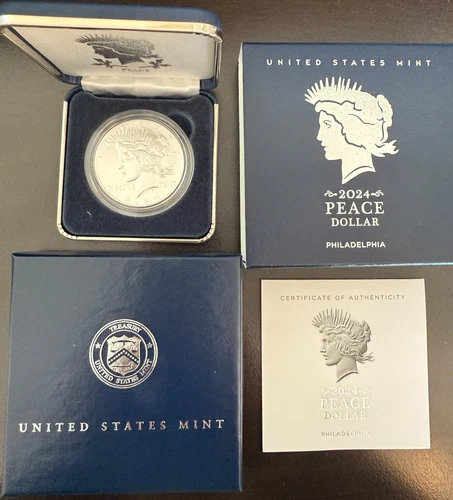 PEACE
UNITED STATES MINT
2024
PEACE
DOLLAR
PHILADELPHIA
TREASURY
UNITED STATES MINT
UNITED STATES MINT
CERTIFICATE OF AUTHENTICITY
2024
PEACE
DOLLAR
PHILADELPHIA